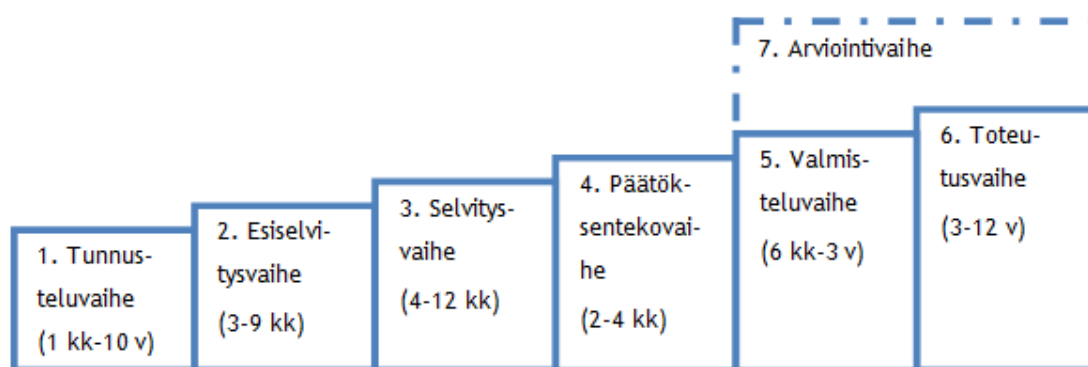 1. Tunnus-
teluvaihe
(1 kk-10 v)
2. Esiselvi-
tysvaihe
(3-9 kk)
3. Selvitys-
vaihe
(4-12 kk)
4. Päätök-
sentekovai-
he
(2-4 kk)
5. Valmis-
teluvaihe
(6 kk-3 v)
6. Toteu-
tusvaihe
(3-12 v)
7. Arviointivaihe